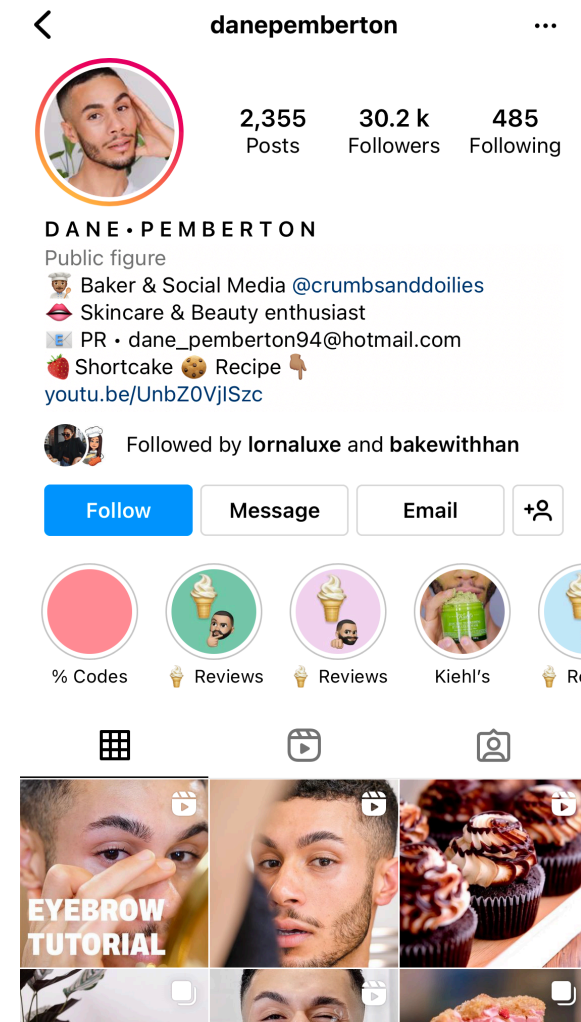 danepemberton
2,355 30.2 k 485
Posts Followers Following
DANE•PEMBERTON
Public figure
👨🏽‍🍳 Baker & Social Media @crumbsanddoilies
👄 Skincare & Beauty enthusiast
📧 PR • dane_pemberton94@hotmail.com
🍓Shortcake 🍪 Recipe 👇🏽
youtu.be/UnbZ0VjISzc
Followed by lornaluxe and bakewithhan
Follow Message Email
% Codes 🍦 Reviews 🍦 Reviews Kiehl’s 🍦
EYEBROW
TUTORIAL